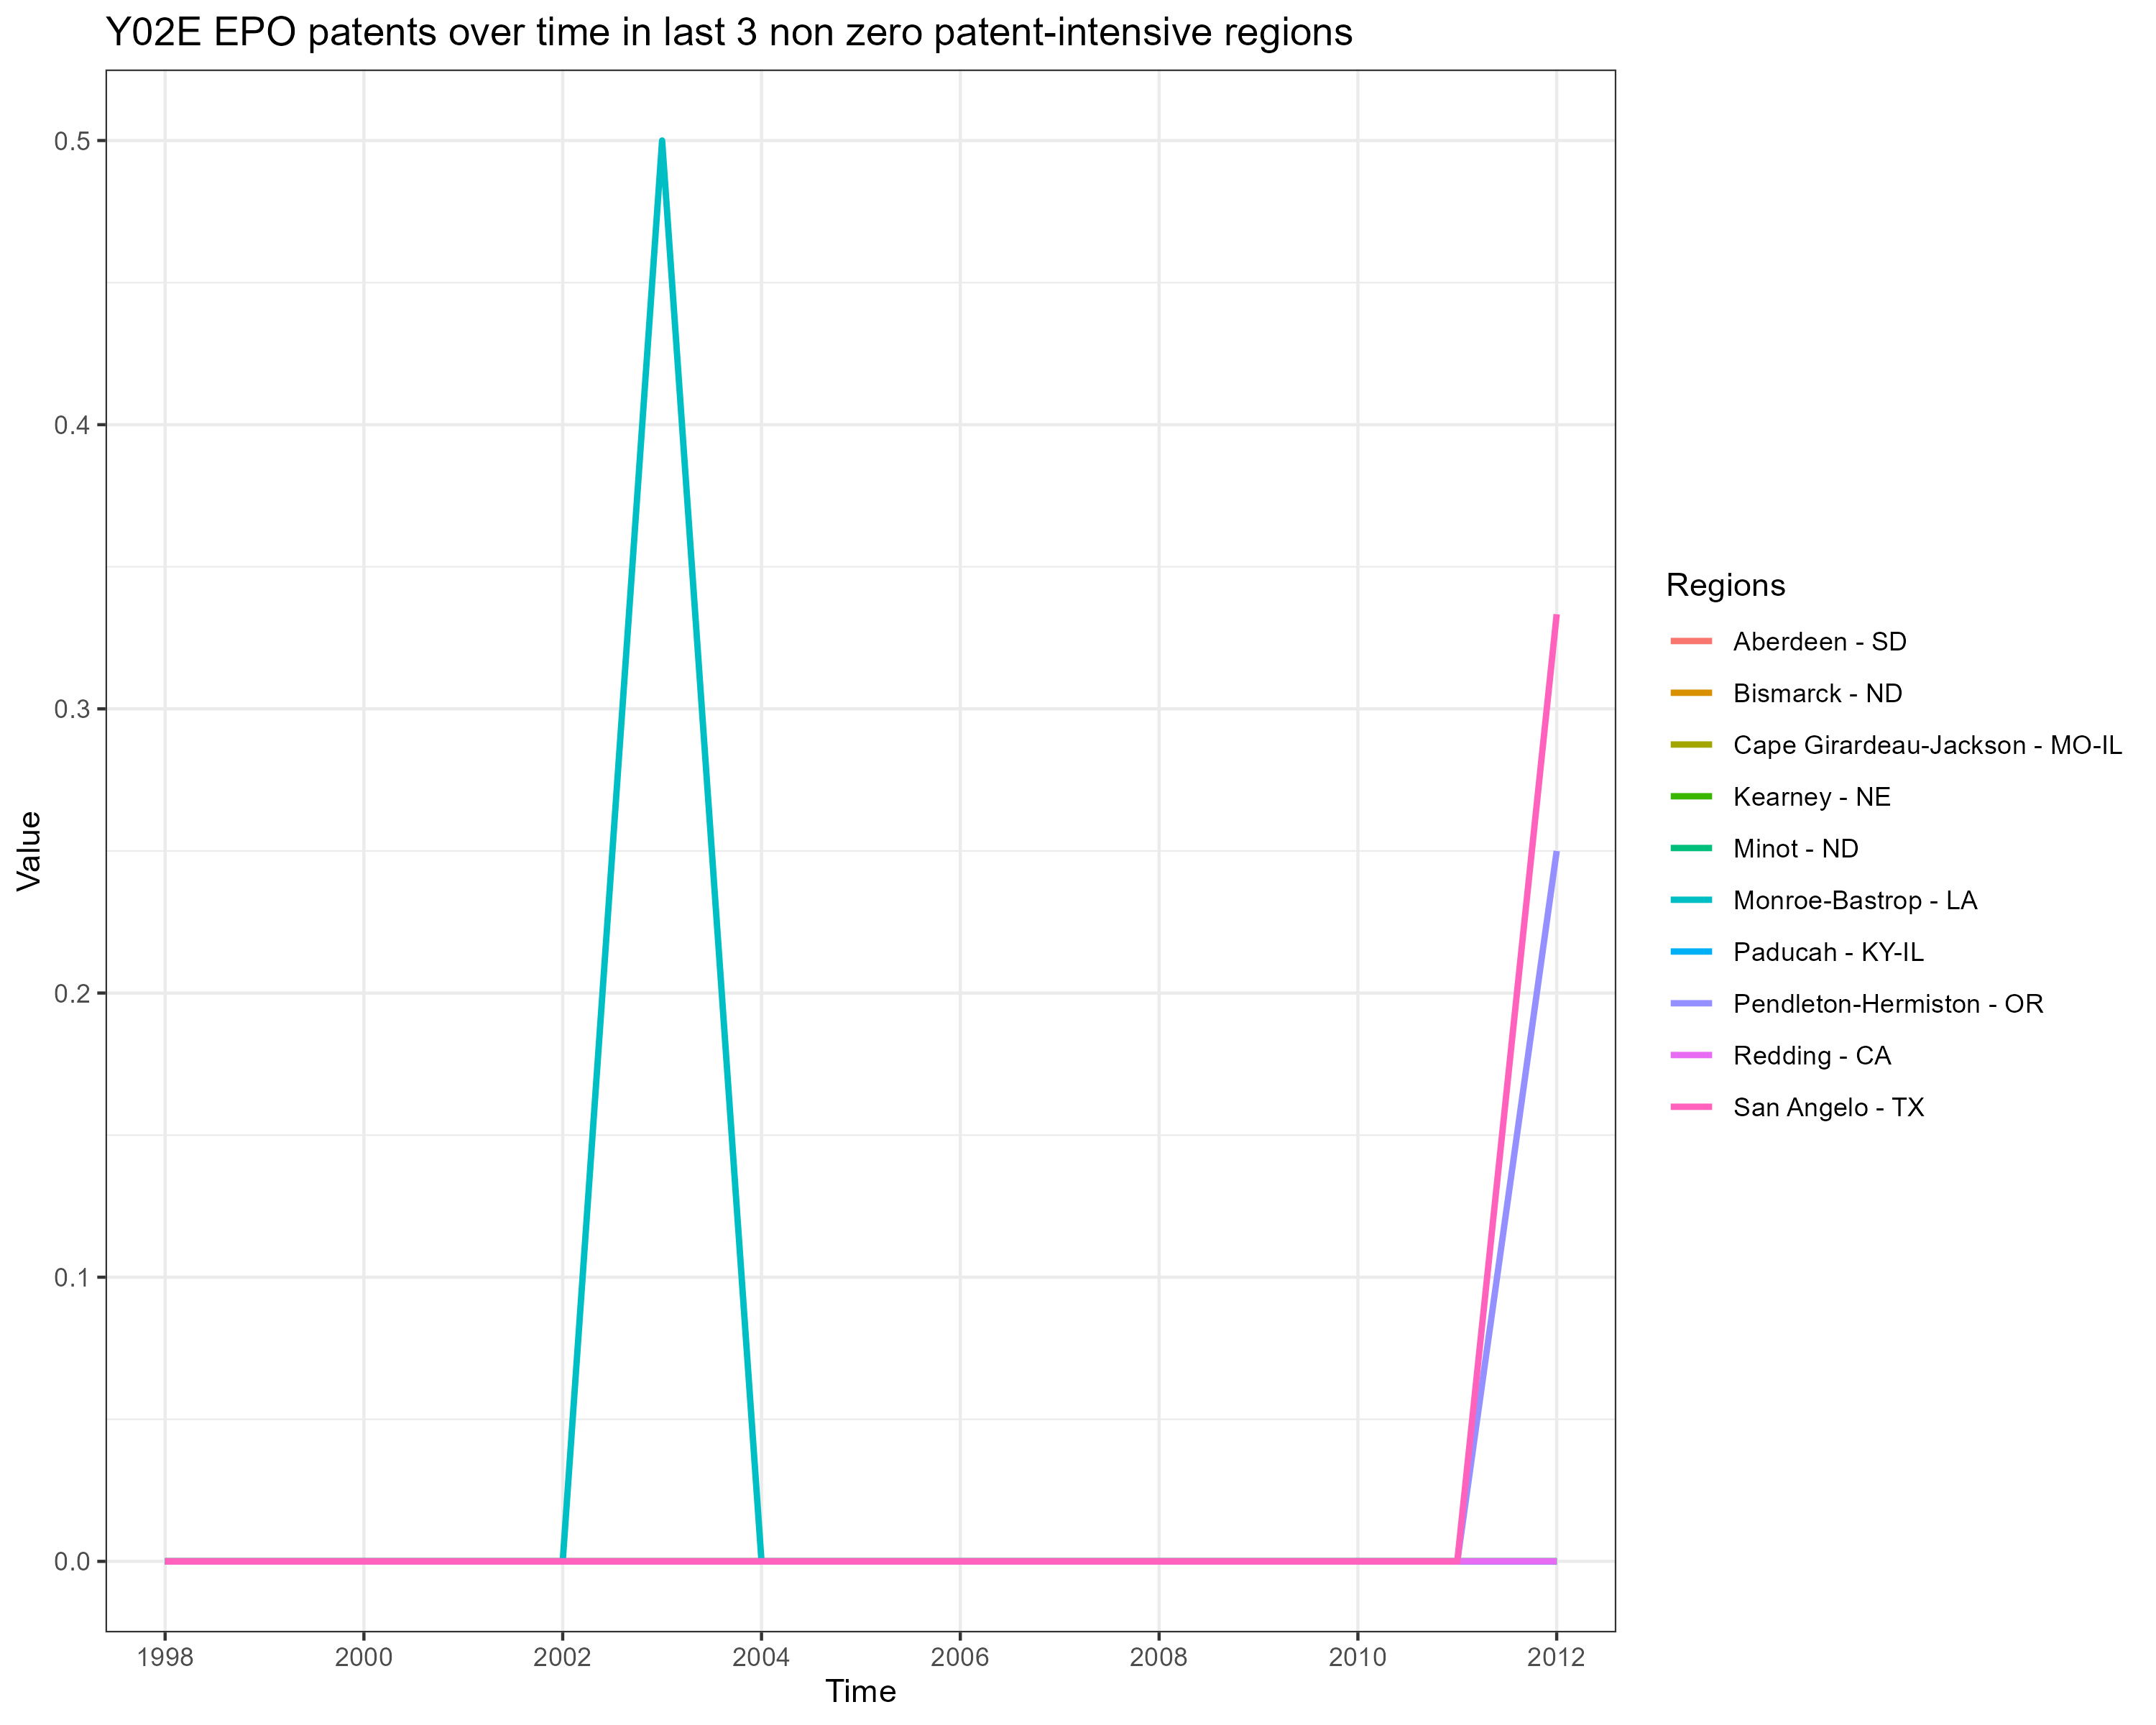 Y02E EPO patents over time in last 3 non zero patent-intensive regions
Value
0.5
0.4
0.3
0.2
0.1
0.0
1998 2000 2002 2004 2006 2008 2010 2012
Time
Regions
Aberdeen - SD
Bismarck - ND
Cape Girardeau-Jackson - MO-IL
Kearney - NE
Minot - ND
Monroe-Bastrop - LA
Paducah - KY-IL
Pendleton-Hermiston - OR
Redding - CA
San Angelo - TX